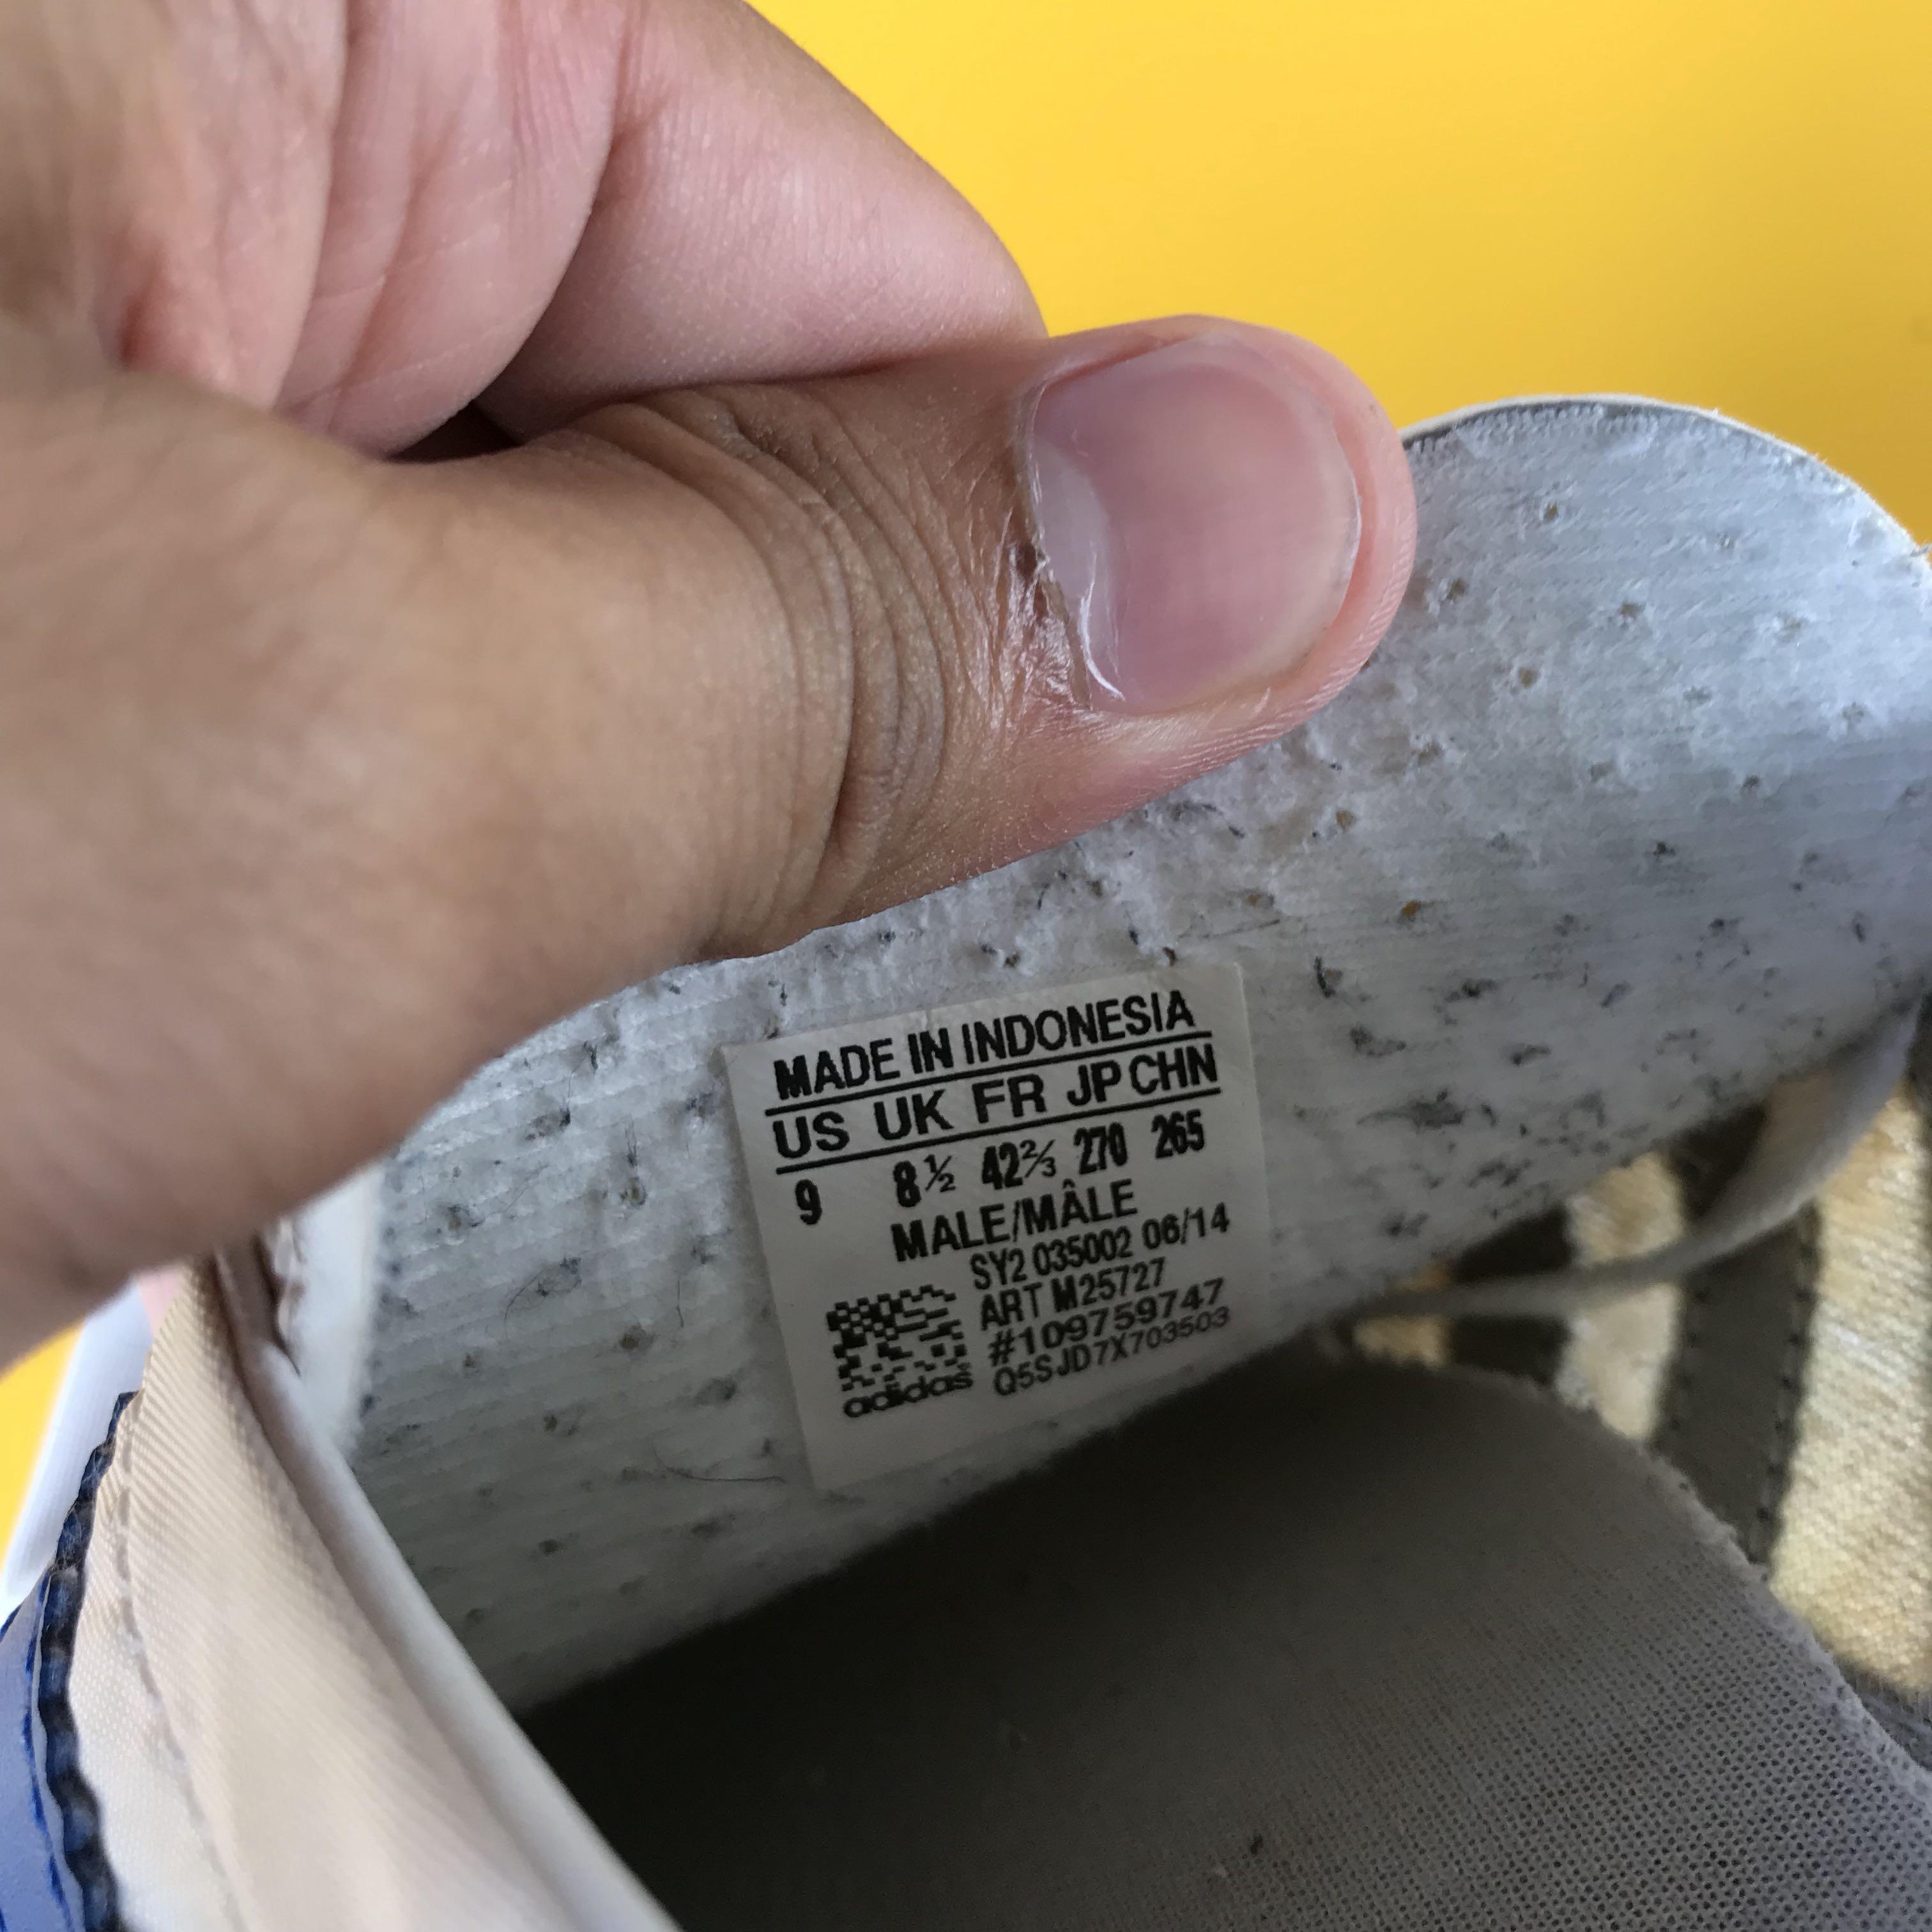 MADE IN INDONESIA
US UK FR JP CHN
9 8½ 42⅔ 270 265
MALE/MÂLE
SY2 035002 06/14
ART M25727
#109759747
Q5SJD7X703503
adidas